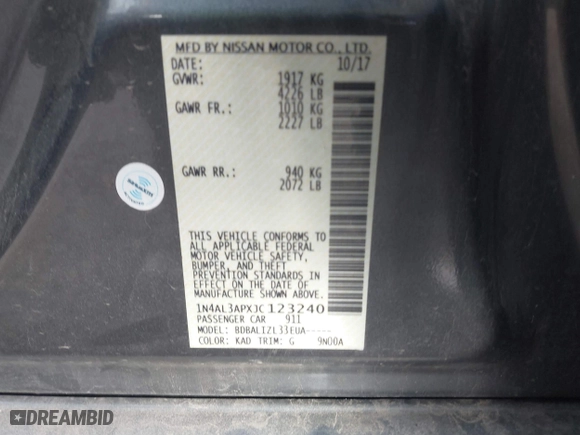 MFD BY NISSAN MOTOR CO., LTD.
DATE: 10/17
GVWR: 1917 KG
4226 LB
GAWR FR.: 1010 KG
2227 LB
GAWR RR.: 940 KG
2072 LB
THIS VEHICLE CONFORMS TO
ALL APPLICABLE FEDERAL
MOTOR VEHICLE SAFETY,
BUMPER, AND THEFT
PREVENTION STANDARDS IN
EFFECT ON THE DATE OF
MANUFACTURE SHOWN ABOVE.
1N4AL3APXJC123240
PASSENGER CAR 911
MODEL: BDBALIZL33EUA-----
COLOR: KAD TRIM: G 9N00A
DREAMBID